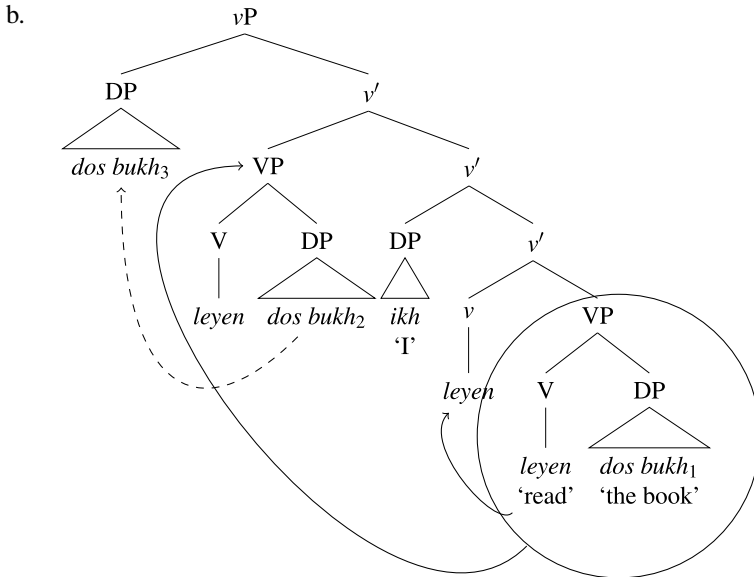 b.
vP
DP
v′
dos bukh3
VP
v′
V
DP
DP
v′
leyen
dos bukh2
ikh
v
VP
‘I’
leyen
V
DP
leyen
dos bukh1
‘read’
‘the book’